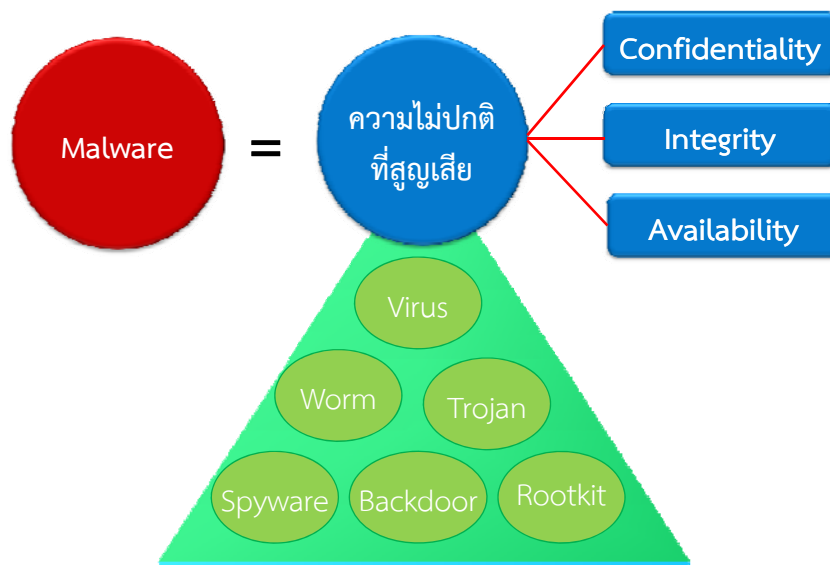 Malware
=
ความไม่ปกติ
ที่สูญเสีย
Confidentiality
Integrity
Availability
Virus
Worm
Trojan
Spyware
Backdoor
Rootkit